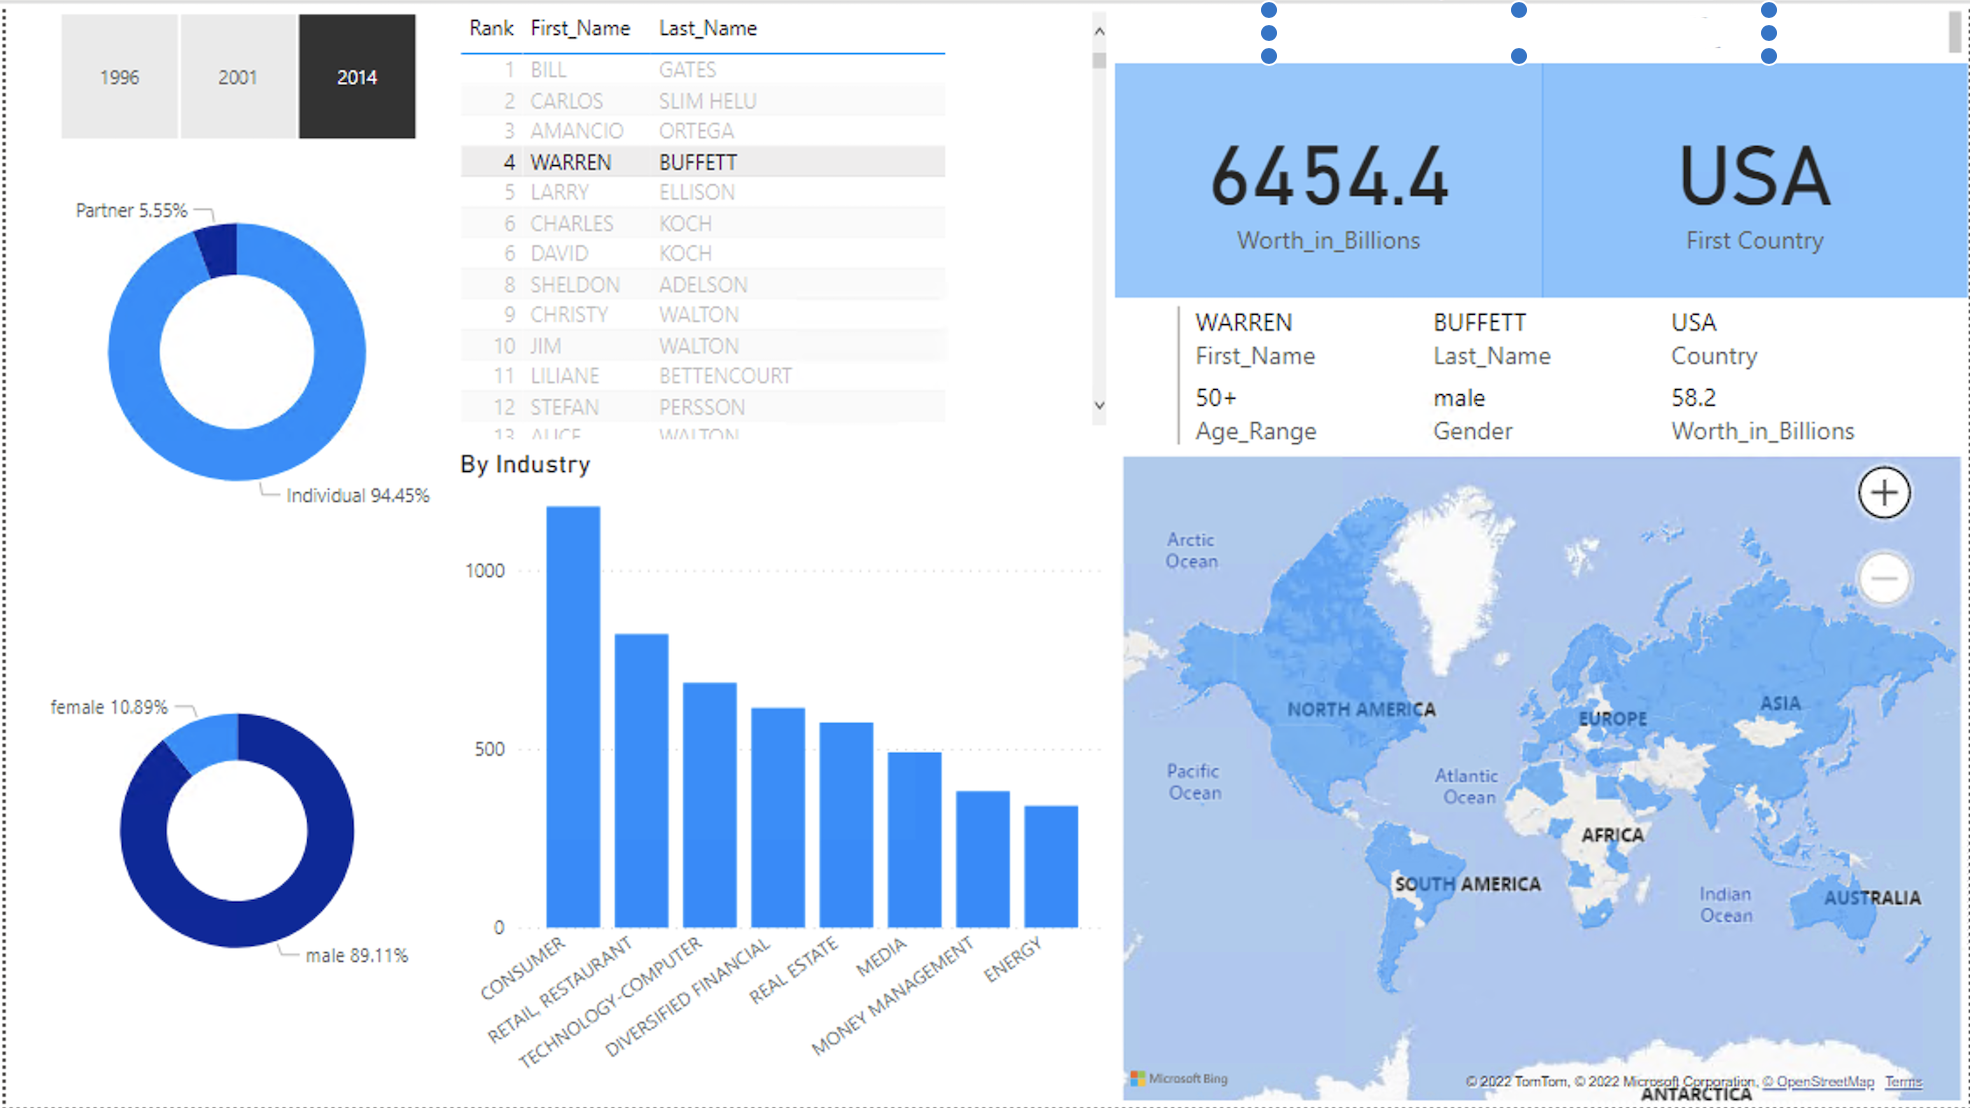 1996 2001 2014
Partner 5.55%
Individual 94.45%
female 10.89%
male 89.11%
Rank First_Name Last_Name
1 BILL GATES
2 CARLOS SLIM HELU
3 AMANCIO ORTEGA
4 WARREN BUFFETT
5 LARRY ELLISON
6 CHARLES KOCH
6 DAVID KOCH
8 SHELDON ADELSON
9 CHRISTY WALTON
10 JIM WALTON
11 LILIANE BETTENCOURT
12 STEFAN PERSSON
13 ALICE WALTON
By Industry
1000
500
0
CONSUMER
RETAIL, RESTAURANT
TECHNOLOGY-COMPUTER
DIVERSIFIED FINANCIAL
REAL ESTATE
MEDIA
MONEY MANAGEMENT
ENERGY
6454.4
Worth_in_Billions
USA
First Country
WARREN BUFFETT USA
First_Name Last_Name Country
50+ male 58.2
Age_Range Gender Worth_in_Billions
Arctic
Ocean
NORTH AMERICA
EUROPE
ASIA
Pacific
Ocean
Atlantic
Ocean
AFRICA
SOUTH AMERICA
Indian
Ocean
AUSTRALIA
Microsoft Bing
© 2022 TomTom, © 2022 Microsoft Corporation, © OpenStreetMap Terms
ANTARCTICA